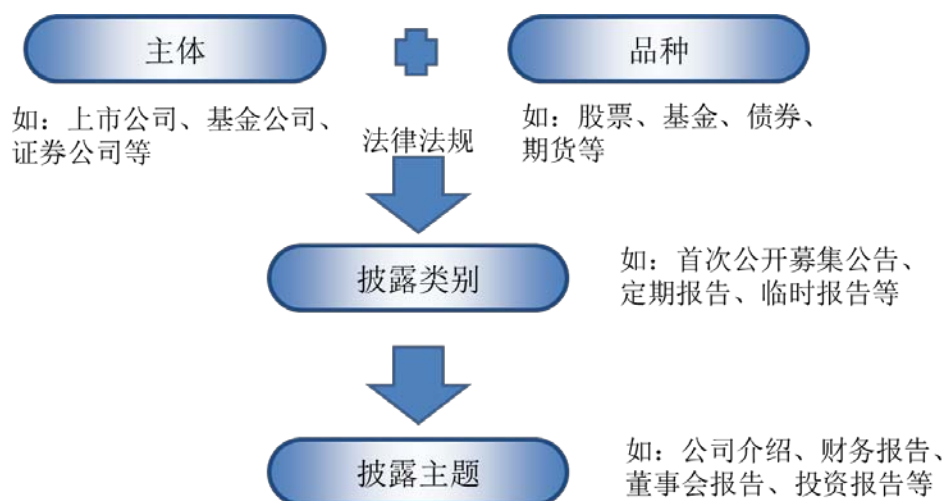 主体
品种
如：上市公司、基金公司、
证券公司等
如：股票、基金、债券、
期货等
法律法规
披露类别
如：首次公开募集公告、
定期报告、临时报告等
披露主题
如：公司介绍、财务报告、
董事会报告、投资报告等